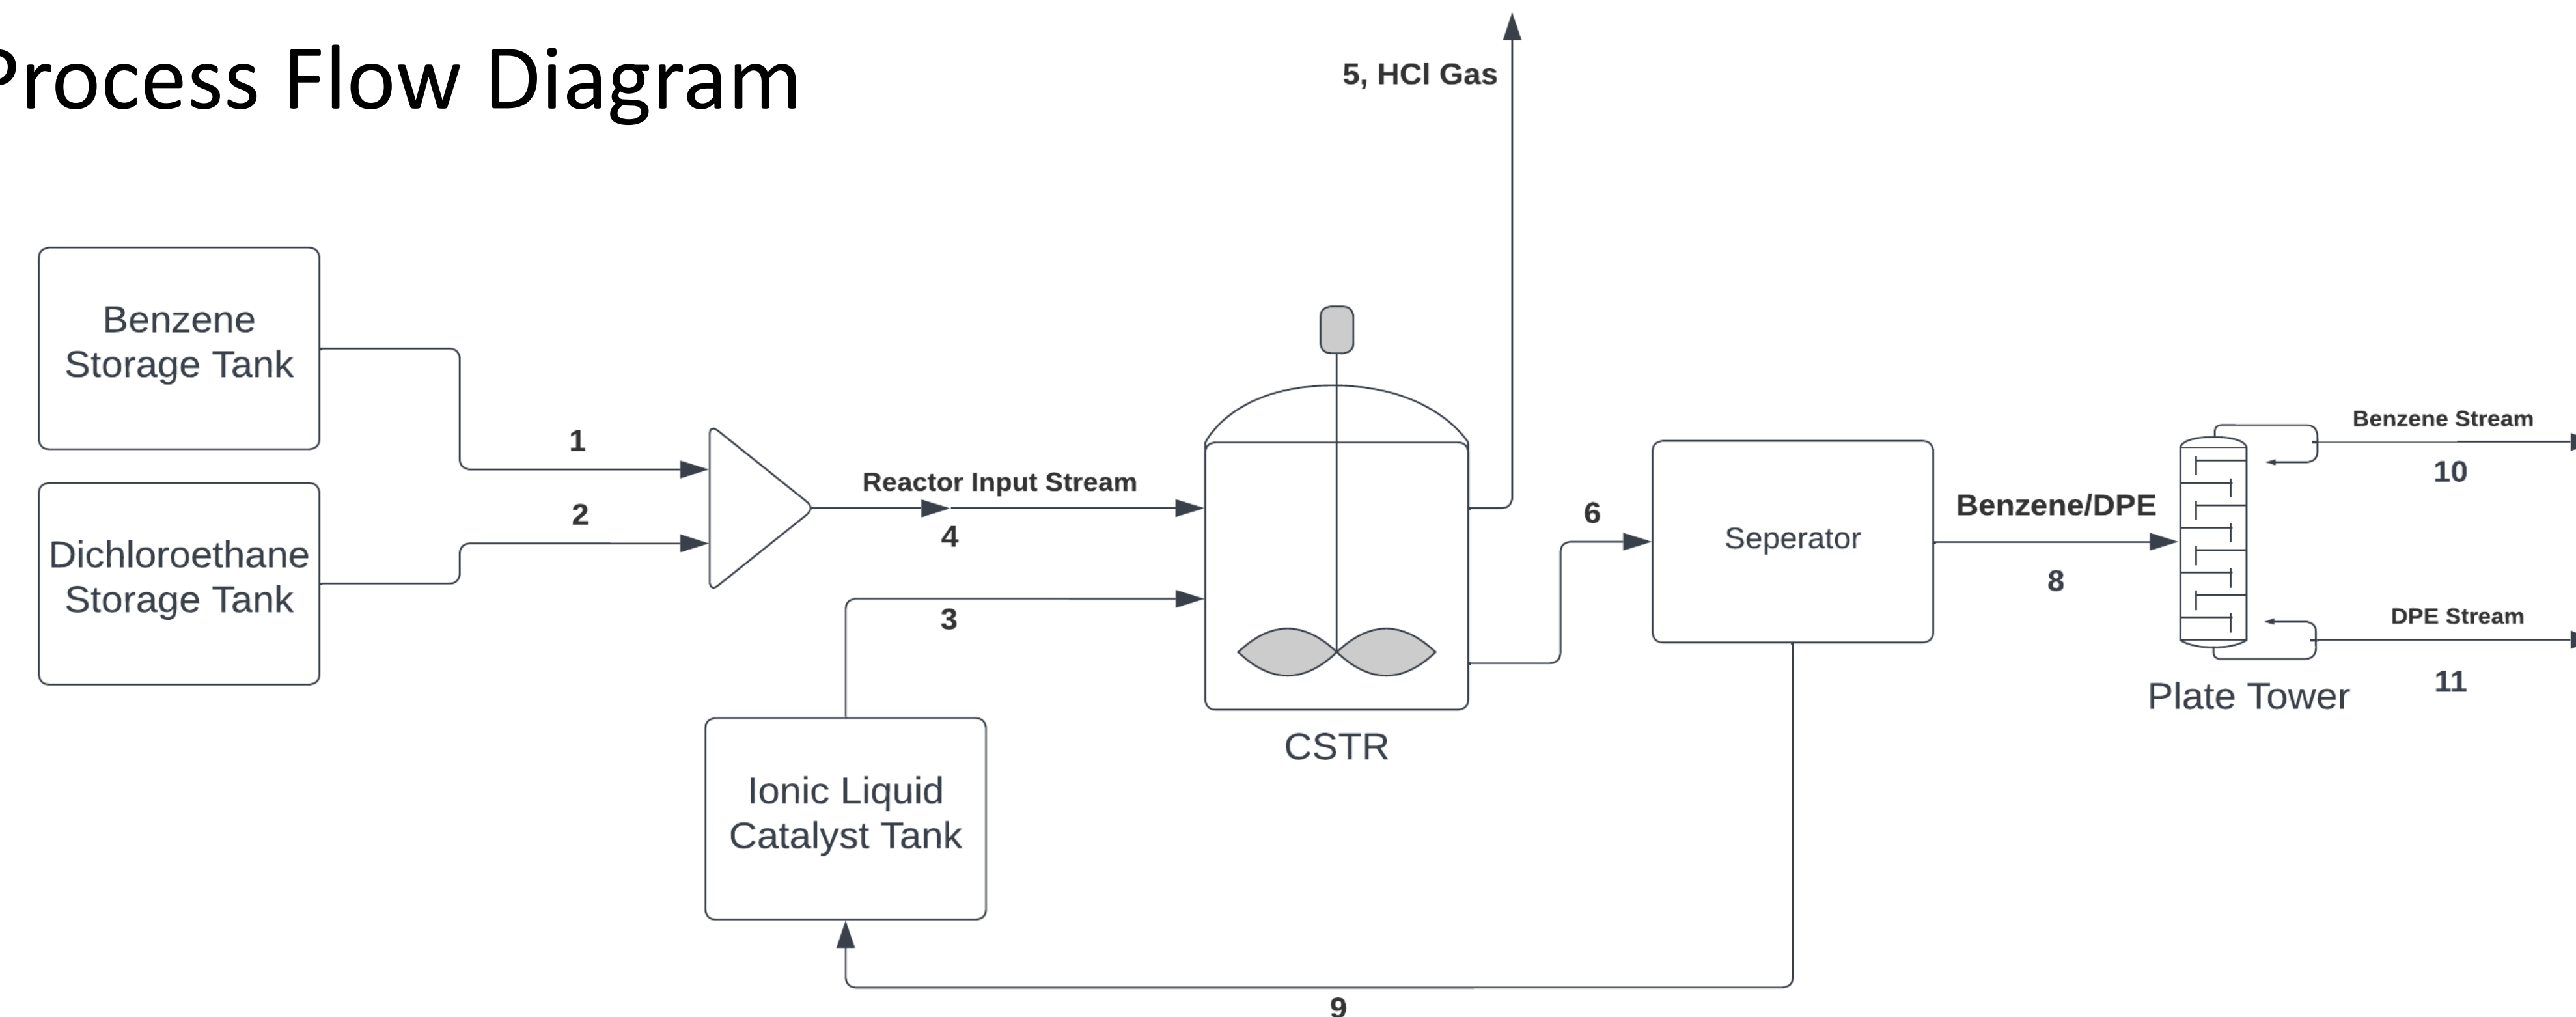 Process Flow Diagram
5, HCl Gas
Benzene
Storage Tank
1
Dichloroethane
Storage Tank
2
Reactor Input Stream
4
3
Ionic Liquid
Catalyst Tank
CSTR
6
Seperator
Benzene/DPE
8
Benzene Stream
10
DPE Stream
11
Plate Tower
9